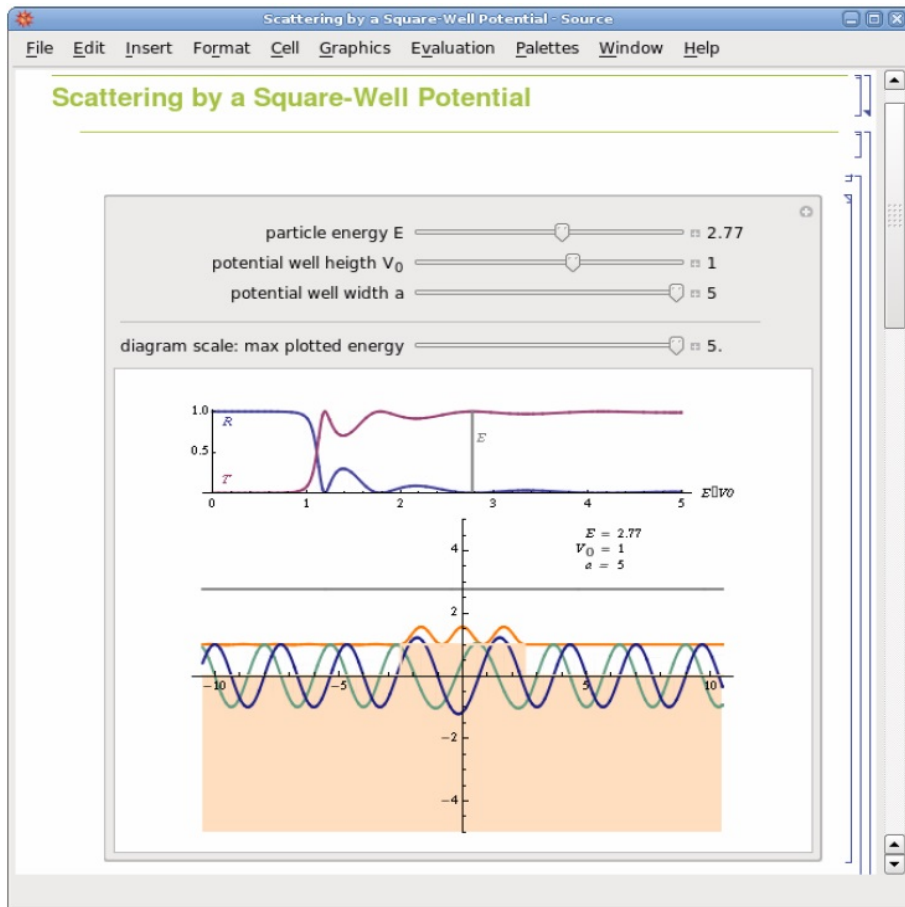 Scattering by a Square-Well Potential - Source
File Edit Insert Format Cell Graphics Evaluation Palettes Window Help
Scattering by a Square-Well Potential
particle energy E 2.77
potential well heigth V0 1
potential well width a 5
diagram scale: max plotted energy 5.
1.0
R
E
0.5
T
0 1 2 3 4 5 E▯V0
4
E = 2.77
V0 = 1
a = 5
2
−10 −5 5 10
−2
−4